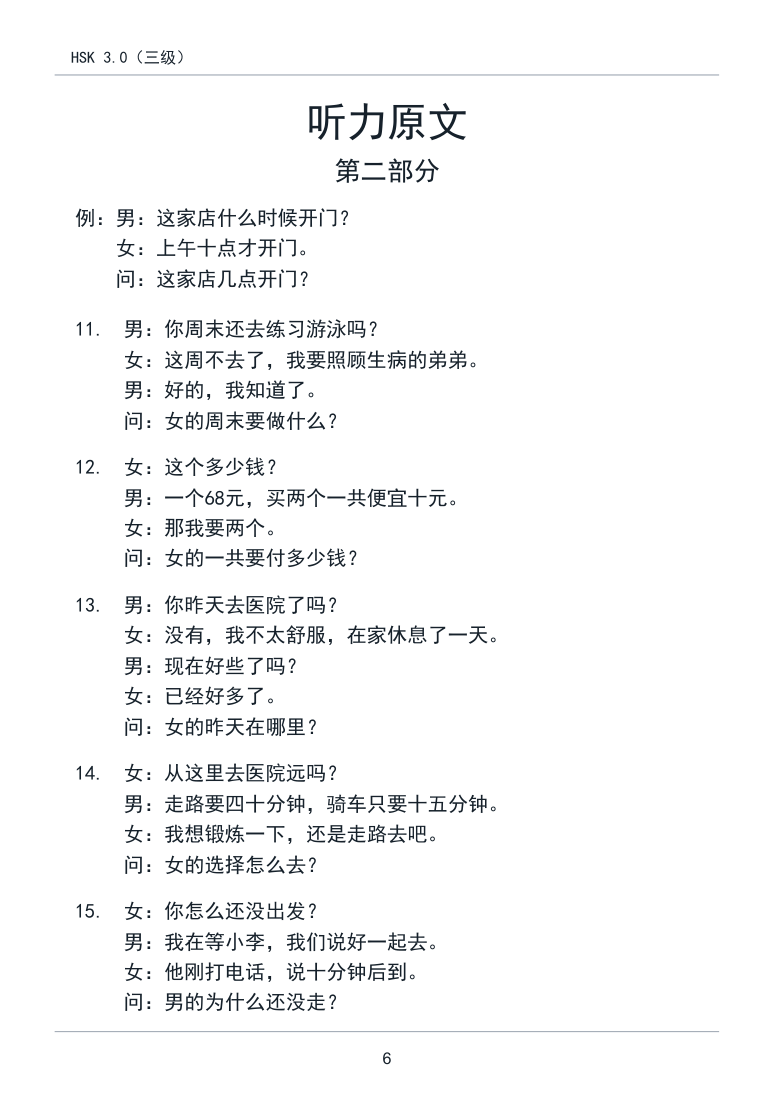 HSK 3.0（三级）
听力原文
第二部分
例：男：这家店什么时候开门？
女：上午十点才开门。
问：这家店几点开门？
11. 男：你周末还去练习游泳吗？
女：这周不去了，我要照顾生病的弟弟。
男：好的，我知道了。
问：女的周末要做什么？
12. 女：这个多少钱？
男：一个68元，买两个一共便宜十元。
女：那我要两个。
问：女的一共要付多少钱？
13. 男：你昨天去医院了吗？
女：没有，我不太舒服，在家休息了一天。
男：现在好些了吗？
女：已经好多了。
问：女的昨天在哪里？
14. 女：从这里去医院远吗？
男：走路要四十分钟，骑车只要十五分钟。
女：我想锻炼一下，还是走路去吧。
问：女的选择怎么去？
15. 女：你怎么还没出发？
男：我在等小李，我们说好一起去。
女：他刚打电话，说十分钟后到。
问：男的为什么还没走？
6